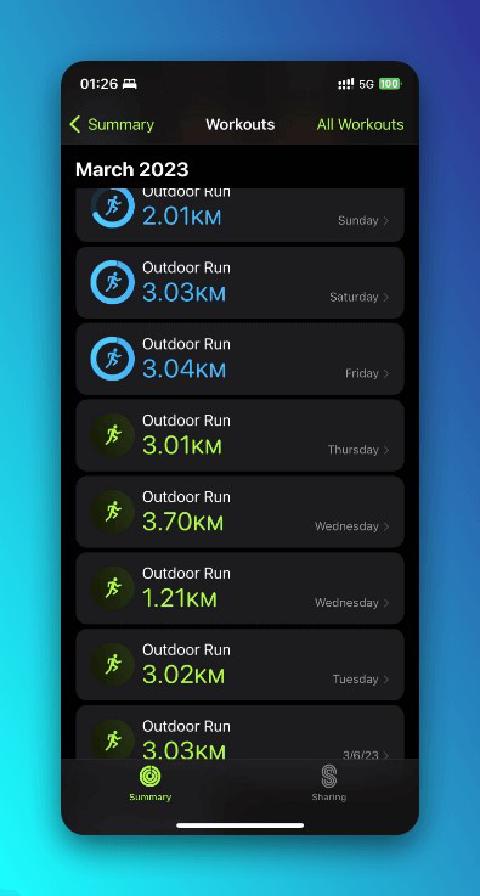 01:26 5G 100
Summary Workouts All Workouts
March 2023
Outdoor Run
2.01KM Sunday
Outdoor Run
3.03KM Saturday
Outdoor Run
3.04KM Friday
Outdoor Run
3.01KM Thursday
Outdoor Run
3.70KM Wednesday
Outdoor Run
1.21KM Wednesday
Outdoor Run
3.02KM Tuesday
Outdoor Run
3.03KM 3/6/23
Summary Sharing